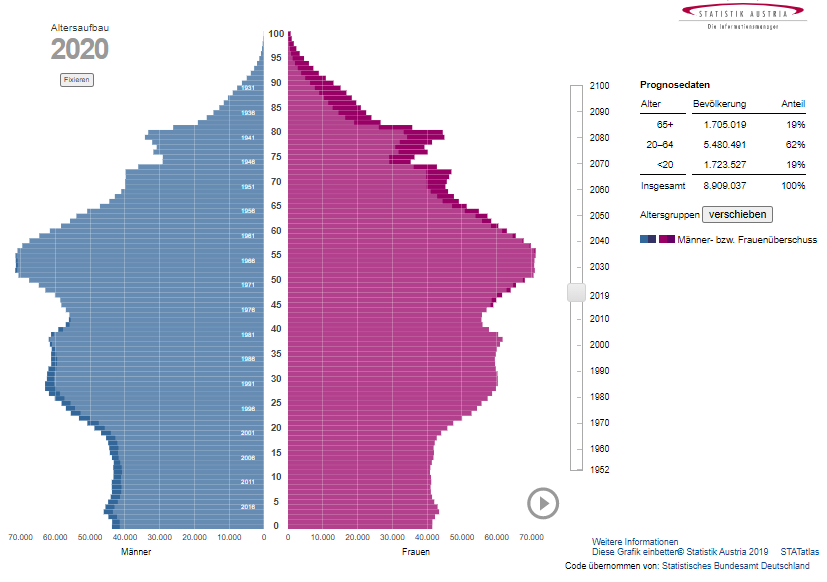 Altersaufbau
2020
Fixieren
STATISTIK AUSTRIA
Die Informationsmanager
100
95
90
85
80
75
70
65
60
55
50
45
40
35
30
25
20
15
10
5
0
1931
1936
1941
1946
1951
1956
1961
1966
1971
1976
1981
1986
1991
1996
2001
2006
2011
2016
70.000 60.000 50.000 40.000 30.000 20.000 10.000 0
0 10.000 20.000 30.000 40.000 50.000 60.000 70.000
Männer
Frauen
2100
2090
2080
2070
2060
2050
2040
2030
2019
2010
2000
1990
1980
1970
1960
1952
Prognosedaten
Alter Bevölkerung Anteil
65+ 1.705.019 19%
20–64 5.480.491 62%
<20 1.723.527 19%
Insgesamt 8.909.037 100%
Altersgruppen verschieben
Männer- bzw. Frauenüberschuss
Weitere Informationen
Diese Grafik einbetten© Statistik Austria 2019 STATatlas
Code übernommen von: Statistisches Bundesamt Deutschland